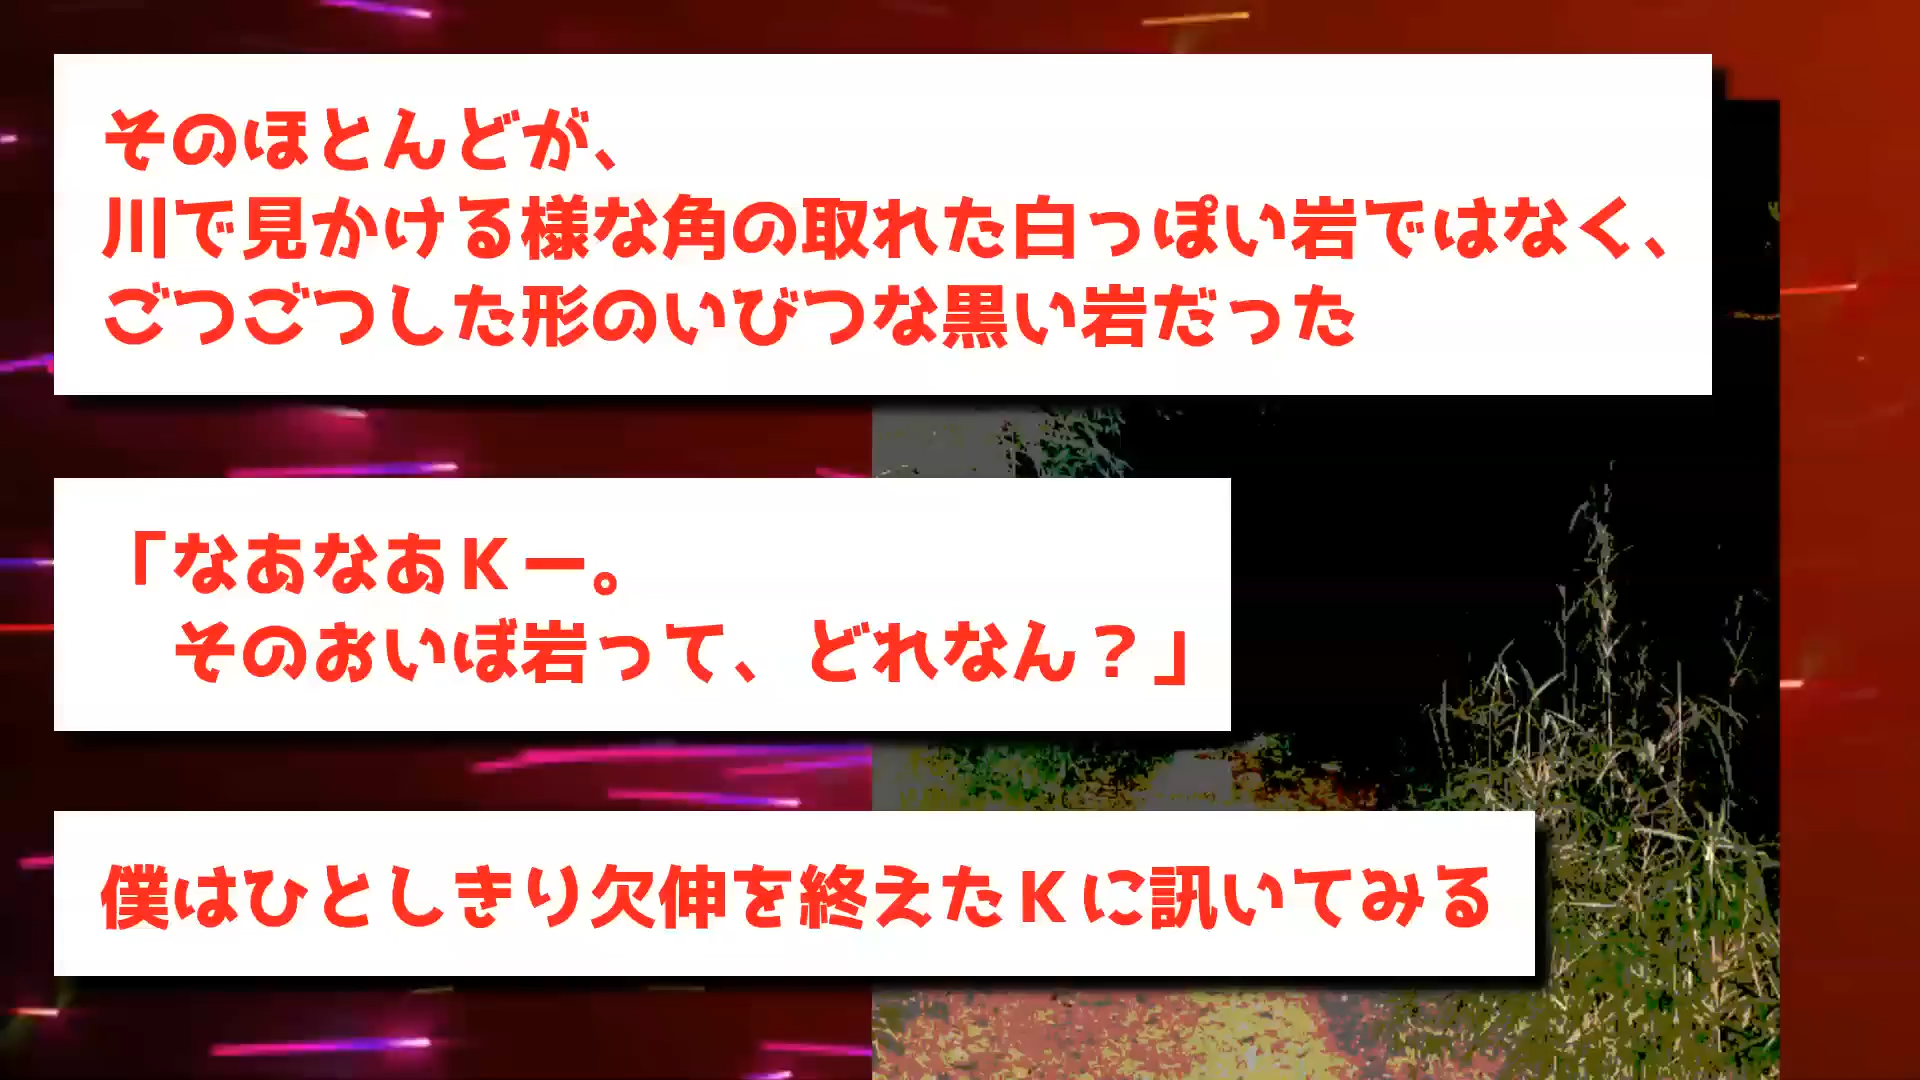 そのほとんどが、
川で見かける様な角の取れた白っぽい岩ではなく、
ごつごつした形のいびつな黒い岩だった
「なあなあＫー。
そのおいぼ岩って、どれなん？」
僕はひとしきり欠伸を終えたＫに訊いてみる